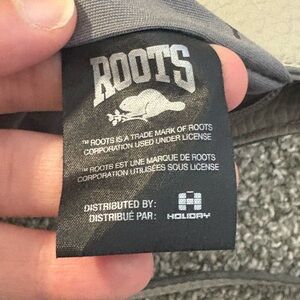 ROOTS
™ ROOTS IS A TRADE MARK OF ROOTS
CORPORATION USED UNDER LICENSE
™ ROOTS EST UNE MARQUE DE ROOTS
CORPORATION UTILISÉES SOUS LICENSE
DISTRIBUTED BY:
DISTRIBUÉ PAR:
HOLIDAY